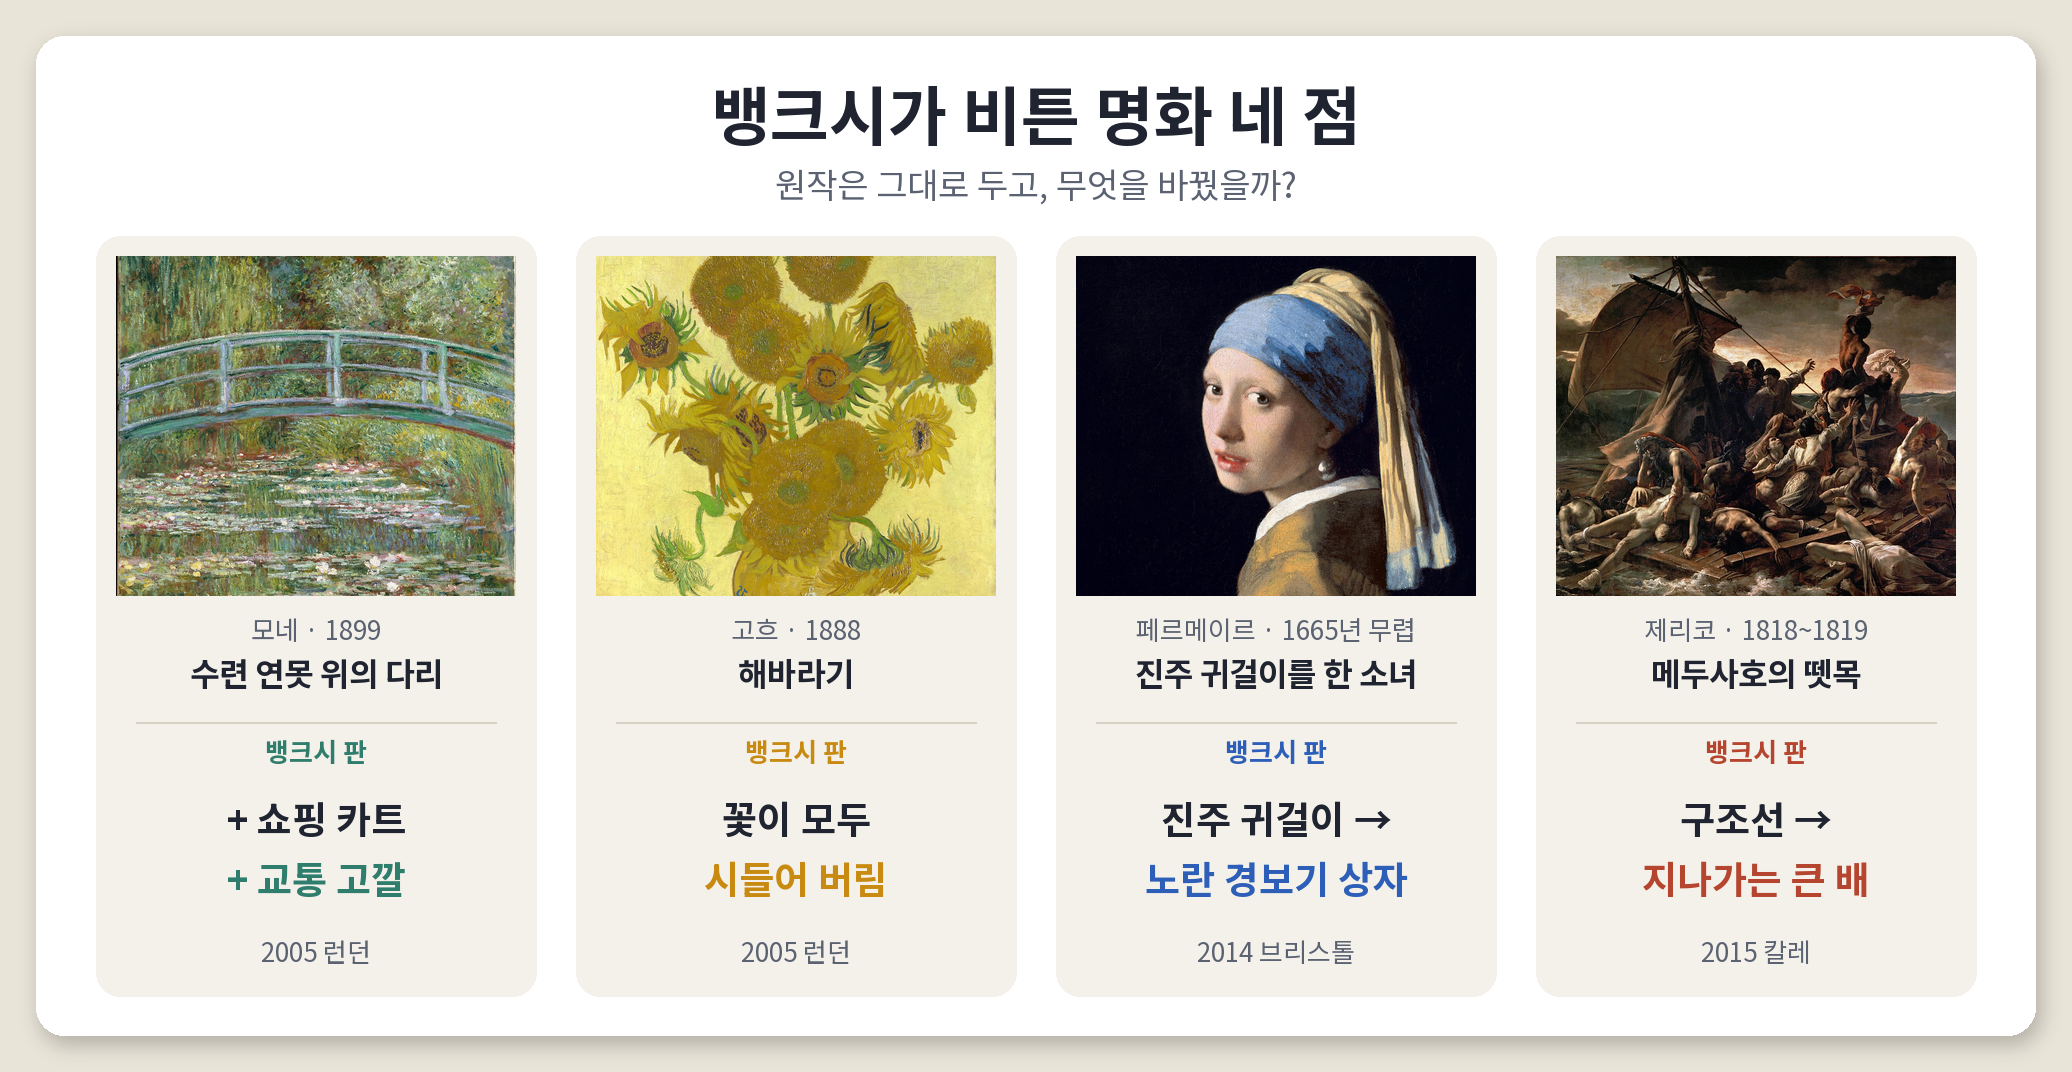 뱅크시가 비튼 명화 네 점
원작은 그대로 두고, 무엇을 바꿨을까?
모네 · 1899
수련 연못 위의 다리
뱅크시 판
+ 쇼핑 카트
+ 교통 고깔
2005 런던
고흐 · 1888
해바라기
뱅크시 판
꽃이 모두
시들어 버림
2005 런던
페르메이르 · 1665년 무렵
진주 귀걸이를 한 소녀
뱅크시 판
진주 귀걸이 →
노란 경보기 상자
2014 브리스톨
제리코 · 1818~1819
메두사호의 뗏목
뱅크시 판
구조선 →
지나가는 큰 배
2015 칼레